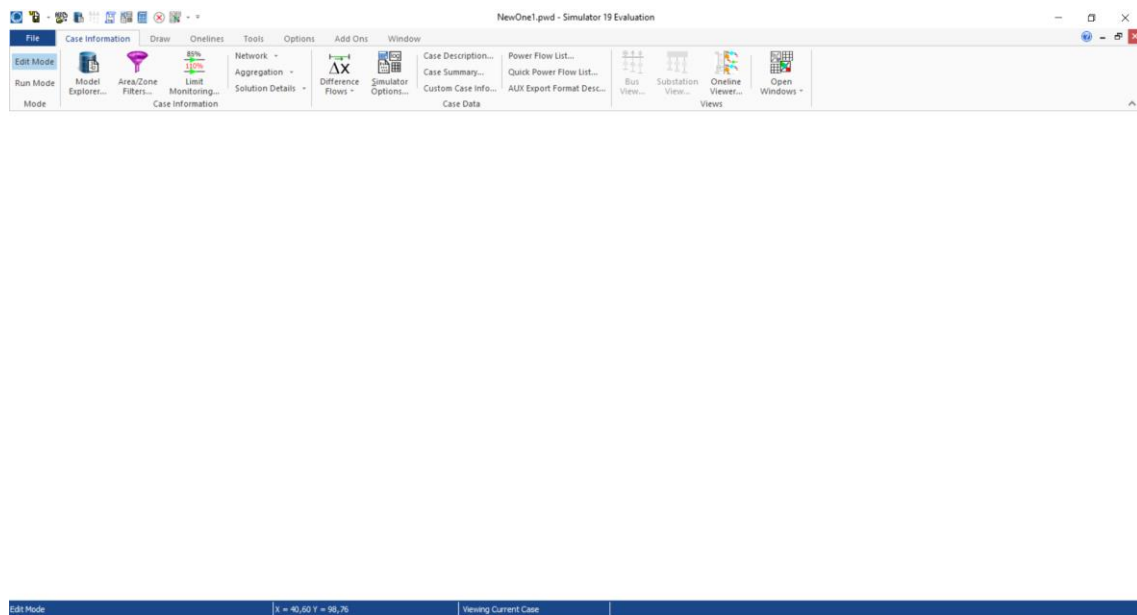 NewOne1.pwd - Simulator 19 Evaluation
File Case Information Draw Onelines Tools Options Add Ons Window
Edit Mode
Run Mode
Mode
Model
Explorer...
Area/Zone
Filters...
85%
110%
Limit
Monitoring...
Network
Aggregation
Solution Details
Case Information
ΔX
Difference
Flows
Simulator
Options...
Case Description...
Case Summary...
Custom Case Info...
Power Flow List...
Quick Power Flow List...
AUX Export Format Desc...
Case Data
Bus
View...
Substation
View...
Oneline
Viewer...
Open
Windows
Views
Edit Mode X = 40,60 Y = 98,76 Viewing Current Case